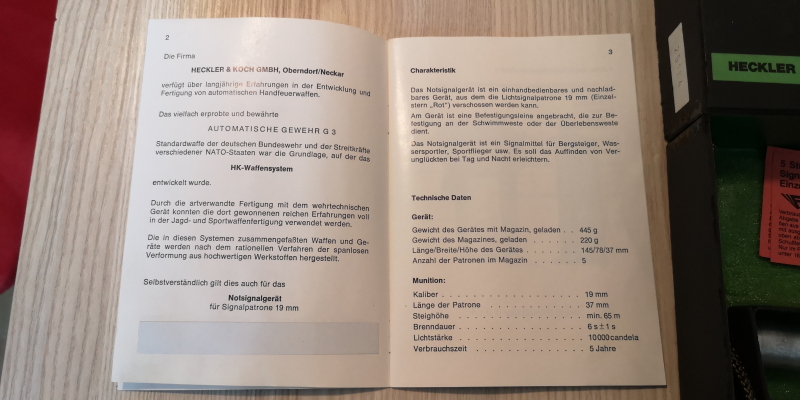 2
Die Firma
HECKLER & KOCH GMBH, Oberndorf/Neckar
verfügt über langjährige Erfahrungen in der Entwicklung und
Fertigung von automatischen Handfeuerwaffen.
Das vielfach erprobte und bewährte
AUTOMATISCHE GEWEHR G 3
Standardwaffe der deutschen Bundeswehr und der Streitkräfte
verschiedener NATO-Staaten war die Grundlage, auf der das
HK-Waffensystem
entwickelt wurde.
Durch die artverwandte Fertigung mit dem wehrtechnischen
Gerät konnten die dort gewonnenen reichen Erfahrungen voll
in der Jagd- und Sportwaffenfertigung verwendet werden.
Die in diesen Systemen zusammengefaßten Waffen und Ge-
räte werden nach dem rationellen Verfahren der spanlosen
Verformung aus hochwertigen Werkstoffen hergestellt.
Selbstverständlich gilt dies auch für das
Notsignalgerät
für Signalpatrone 19 mm
3
Charakteristik
Das Notsignalgerät ist ein einhandbedienbares und nachlad-
bares Gerät, aus dem die Lichtsignalpatrone 19 mm (Einzel-
stern „Rot") verschossen werden kann.
Am Gerät ist eine Befestigungsleine angebracht, die zur Be-
festigung an der Schwimmweste oder der Überlebensweste
dient.
Das Notsignalgerät ist ein Signalmittel für Bergsteiger, Was-
sersportler, Sportflieger usw. Es soll das Auffinden von Ver-
unglückten bei Tag und Nacht erleichtern.
Technische Daten
Gerät:
Gewicht des Gerätes mit Magazin, geladen . . 445 g
Gewicht des Magazines, geladen . . . . . . 220 g
Länge/Breite/Höhe des Gerätes . . . . . 145/78/37 mm
Anzahl der Patronen im Magazin . . . . . . 5
Munition:
Kaliber . . . . . . . . . . . . . . . . 19 mm
Länge der Patrone . . . . . . . . . . . 37 mm
Steighöhe . . . . . . . . . . . . . . . min. 65 m
Brenndauer . . . . . . . . . . . . . . . 6 s ± 1 s
Lichtstärke . . . . . . . . . . . . . . 10000 candela
Verbrauchszeit . . . . . . . . . . . . . 5 Jahre
HECKLER